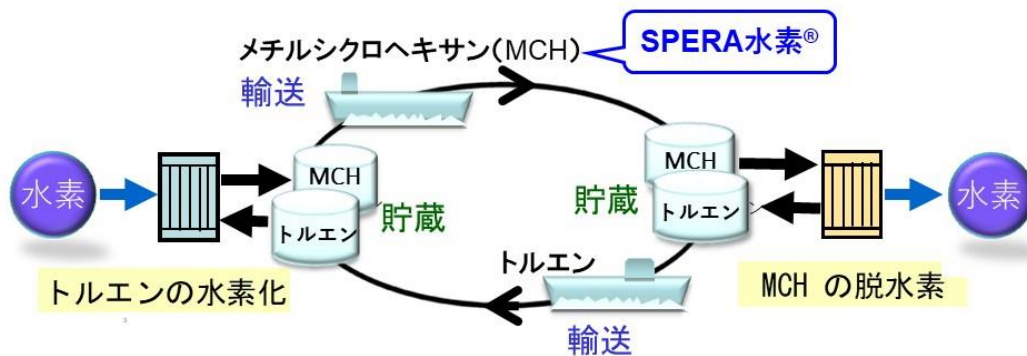 メチルシクロヘキサン(MCH)
SPERA水素®
輸送
水素
MCH
トルエン
貯蔵
トルエンの水素化
MCH
トルエン
貯蔵
水素
MCH の脱水素
トルエン
輸送
3